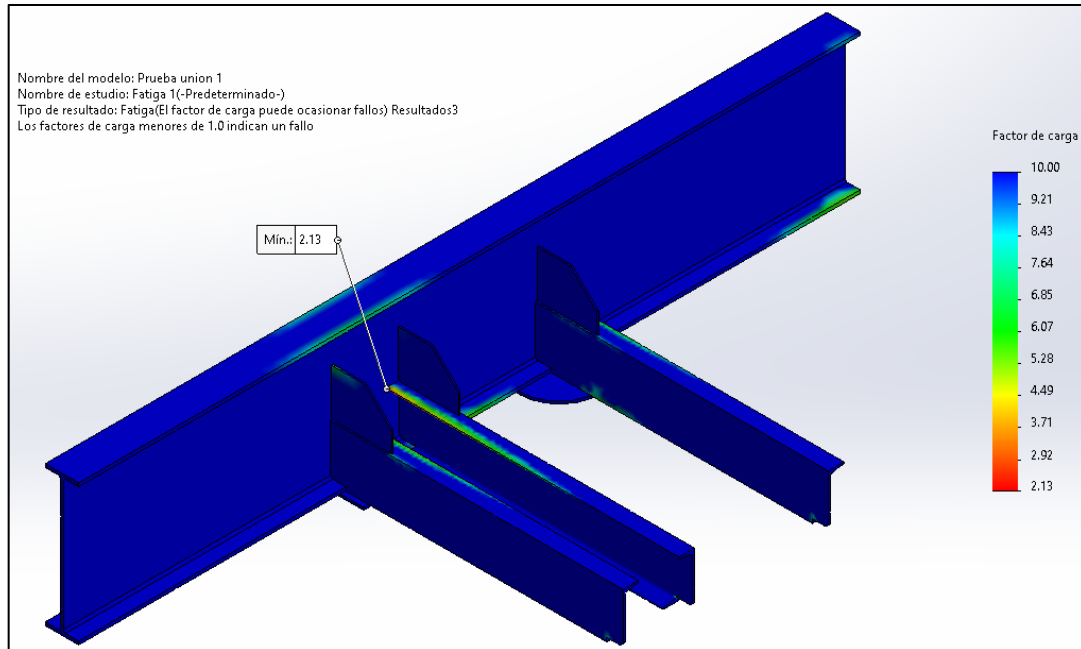 Nombre del modelo: Prueba union 1
Nombre de estudio: Fatiga 1(-Predeterminado-)
Tipo de resultado: Fatiga(El factor de carga puede ocasionar fallos) Resultados3
Los factores de carga menores de 1.0 indican un fallo
Factor de carga
10.00
9.21
8.43
7.64
6.85
6.07
5.28
4.49
3.71
2.92
2.13
Mín.: 2.13